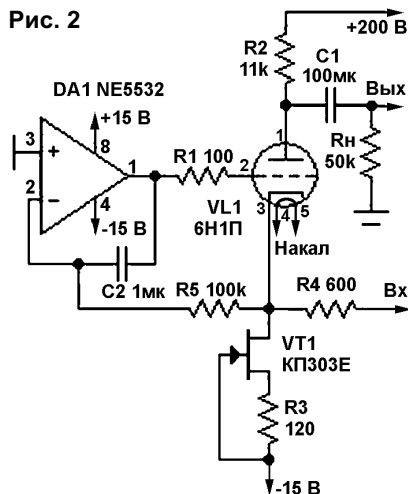 Рис. 2
+200 В
R2
11k
C1
100мк
Вых
DA1 NE5532
+15 В
3
+
8
1
2
–
4
-15 В
R1 100
1
2
3
4
5
VL1
6Н1П
Накал
Rн
50k
C2 1мк
R5 100k
R4 600
Вх
VT1
КП303Е
R3
120
-15 В